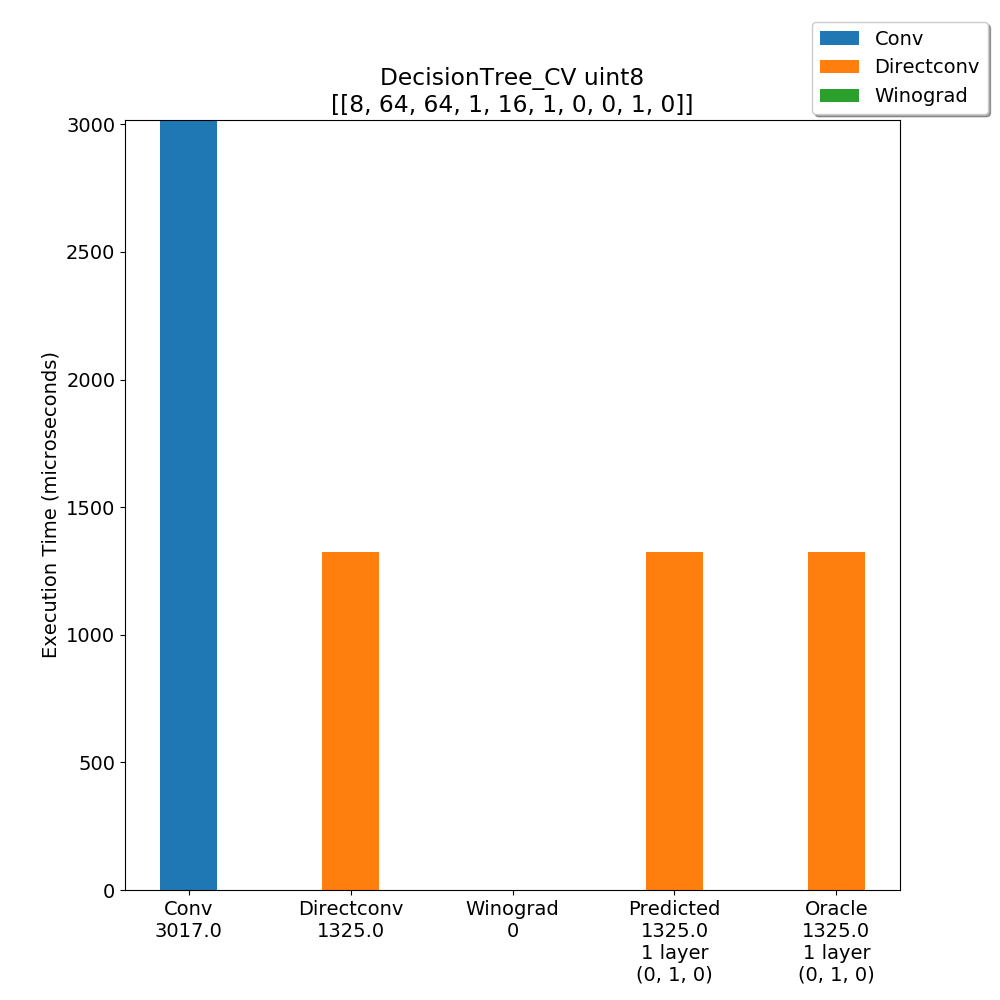 Conv
Directconv
Winograd
DecisionTree_CV uint8
[[8, 64, 64, 1, 16, 1, 0, 0, 1, 0]]
Execution Time (microseconds)
3000
2500
2000
1500
1000
500
0
Conv
3017.0
Directconv
1325.0
Winograd
0
Predicted
1325.0
1 layer
(0, 1, 0)
Oracle
1325.0
1 layer
(0, 1, 0)